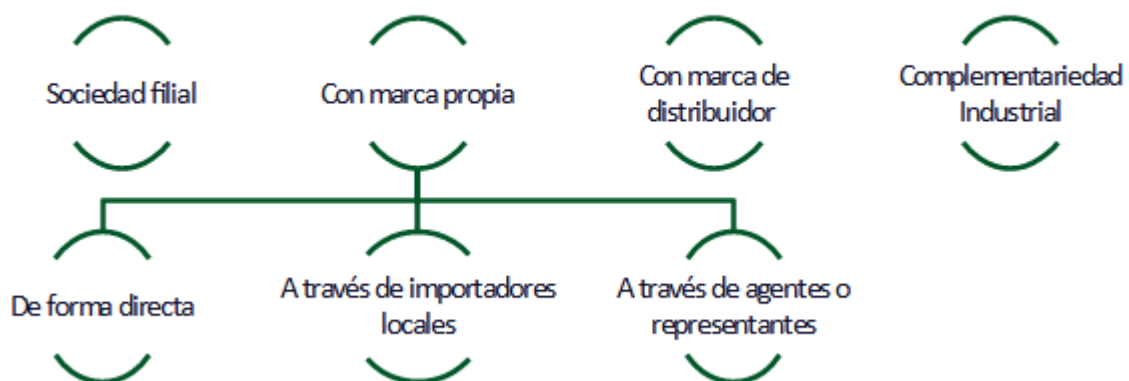 Sociedad filial
Con marca propia
Con marca de
distribuidor
Complementariedad
Industrial
De forma directa
A través de importadores
locales
A través de agentes o
representantes